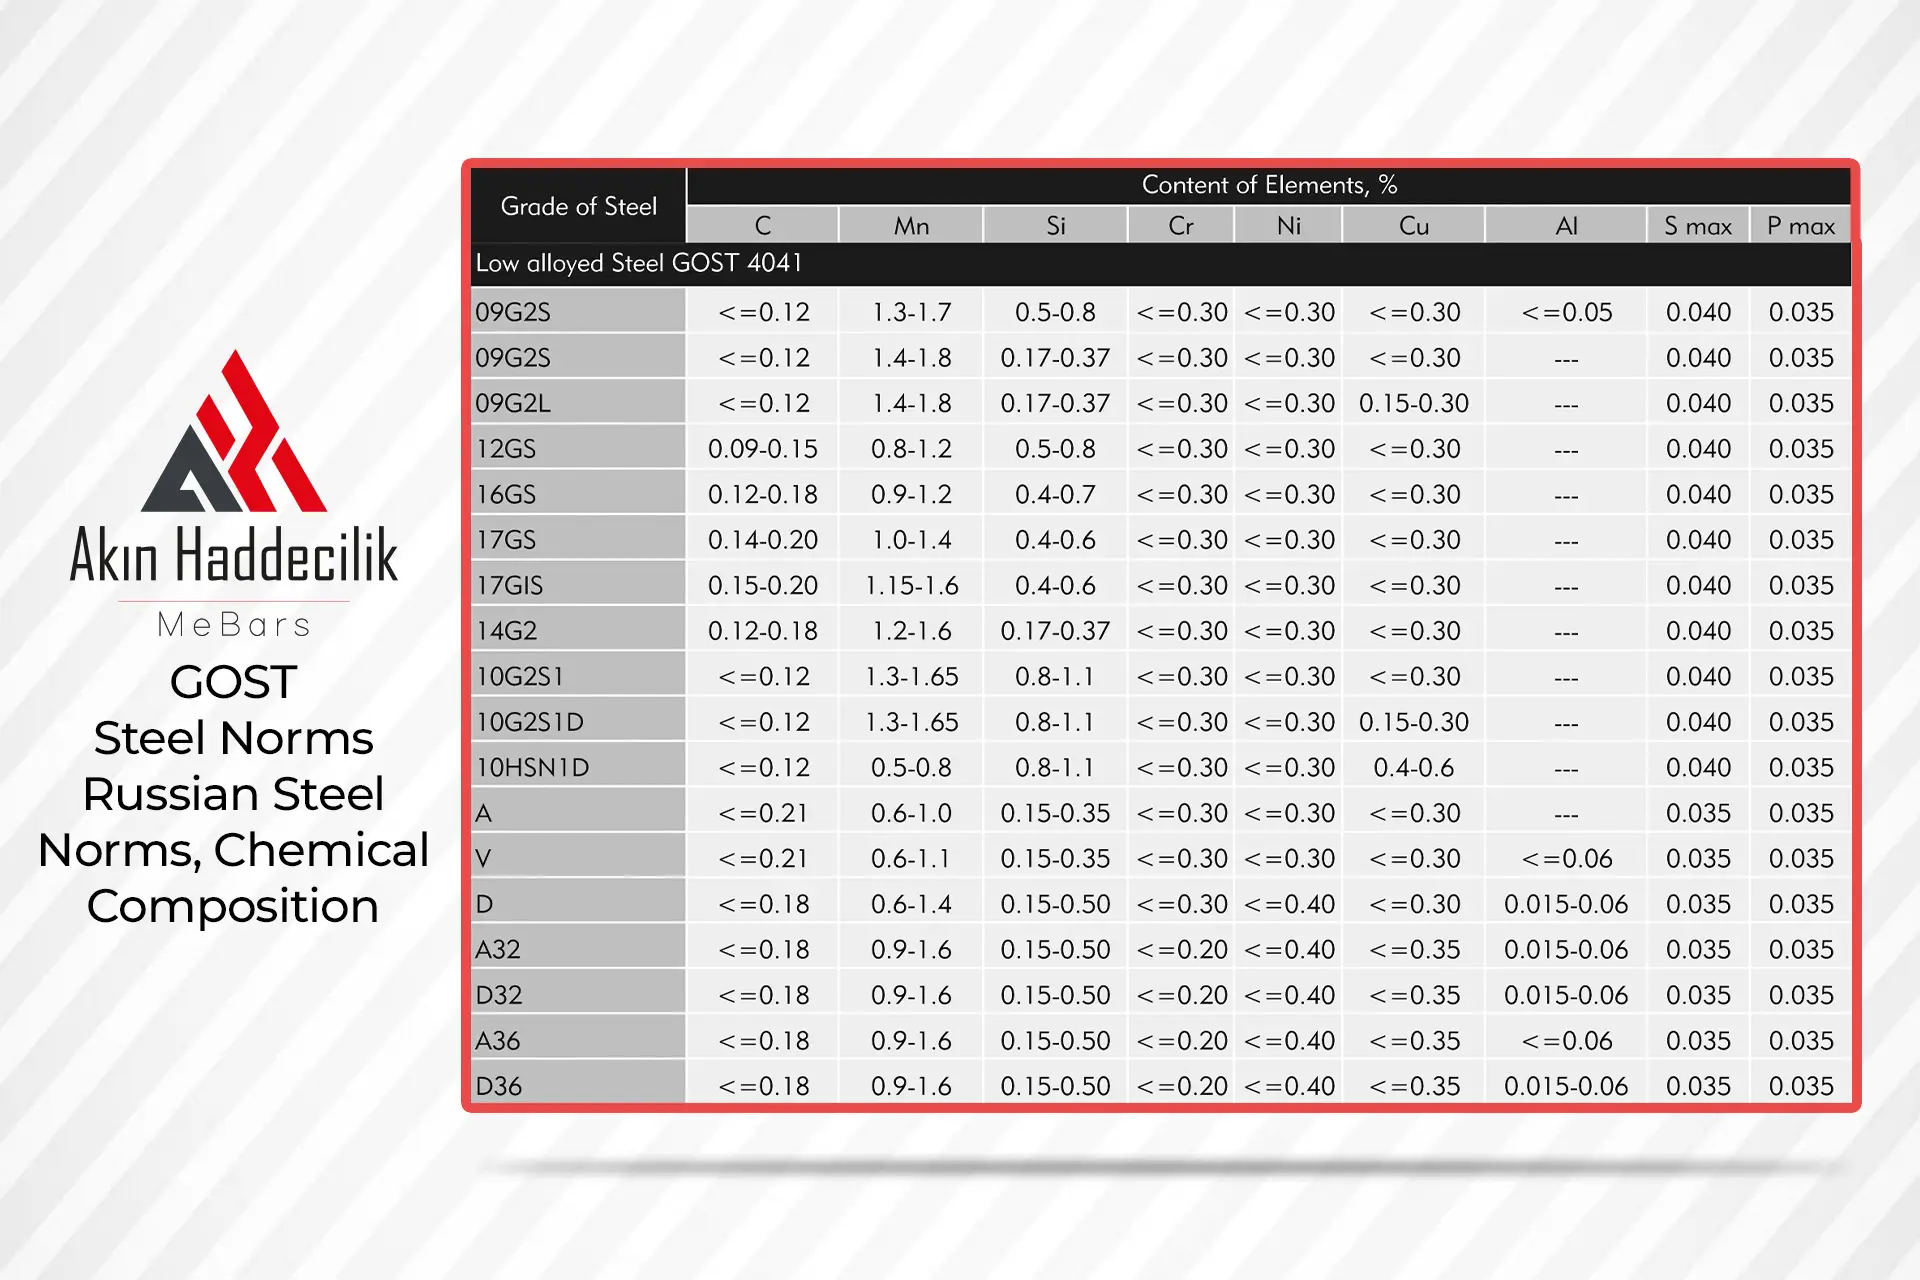 Akın Haddecilik
MeBars
GOST
Steel Norms
Russian Steel
Norms, Chemical
Composition
Grade of Steel Content of Elements, %
C Mn Si Cr Ni Cu Al S max P max
Low alloyed Steel GOST 4041
09G2S <=0.12 1.3-1.7 0.5-0.8 <=0.30 <=0.30 <=0.30 <=0.05 0.040 0.035
09G2S <=0.12 1.4-1.8 0.17-0.37 <=0.30 <=0.30 <=0.30 --- 0.040 0.035
09G2L <=0.12 1.4-1.8 0.17-0.37 <=0.30 <=0.30 0.15-0.30 --- 0.040 0.035
12GS 0.09-0.15 0.8-1.2 0.5-0.8 <=0.30 <=0.30 <=0.30 --- 0.040 0.035
16GS 0.12-0.18 0.9-1.2 0.4-0.7 <=0.30 <=0.30 <=0.30 --- 0.040 0.035
17GS 0.14-0.20 1.0-1.4 0.4-0.6 <=0.30 <=0.30 <=0.30 --- 0.040 0.035
17GIS 0.15-0.20 1.15-1.6 0.4-0.6 <=0.30 <=0.30 <=0.30 --- 0.040 0.035
14G2 0.12-0.18 1.2-1.6 0.17-0.37 <=0.30 <=0.30 <=0.30 --- 0.040 0.035
10G2S1 <=0.12 1.3-1.65 0.8-1.1 <=0.30 <=0.30 <=0.30 --- 0.040 0.035
10G2S1D <=0.12 1.3-1.65 0.8-1.1 <=0.30 <=0.30 0.15-0.30 --- 0.040 0.035
10HSN1D <=0.12 0.5-0.8 0.8-1.1 <=0.30 <=0.30 0.4-0.6 --- 0.040 0.035
A <=0.21 0.6-1.0 0.15-0.35 <=0.30 <=0.30 <=0.30 --- 0.035 0.035
V <=0.21 0.6-1.1 0.15-0.35 <=0.30 <=0.30 <=0.30 <=0.06 0.035 0.035
D <=0.18 0.6-1.4 0.15-0.50 <=0.30 <=0.40 <=0.30 0.015-0.06 0.035 0.035
A32 <=0.18 0.9-1.6 0.15-0.50 <=0.20 <=0.40 <=0.35 0.015-0.06 0.035 0.035
D32 <=0.18 0.9-1.6 0.15-0.50 <=0.20 <=0.40 <=0.35 0.015-0.06 0.035 0.035
A36 <=0.18 0.9-1.6 0.15-0.50 <=0.20 <=0.40 <=0.35 <=0.06 0.035 0.035
D36 <=0.18 0.9-1.6 0.15-0.50 <=0.20 <=0.40 <=0.35 0.015-0.06 0.035 0.035